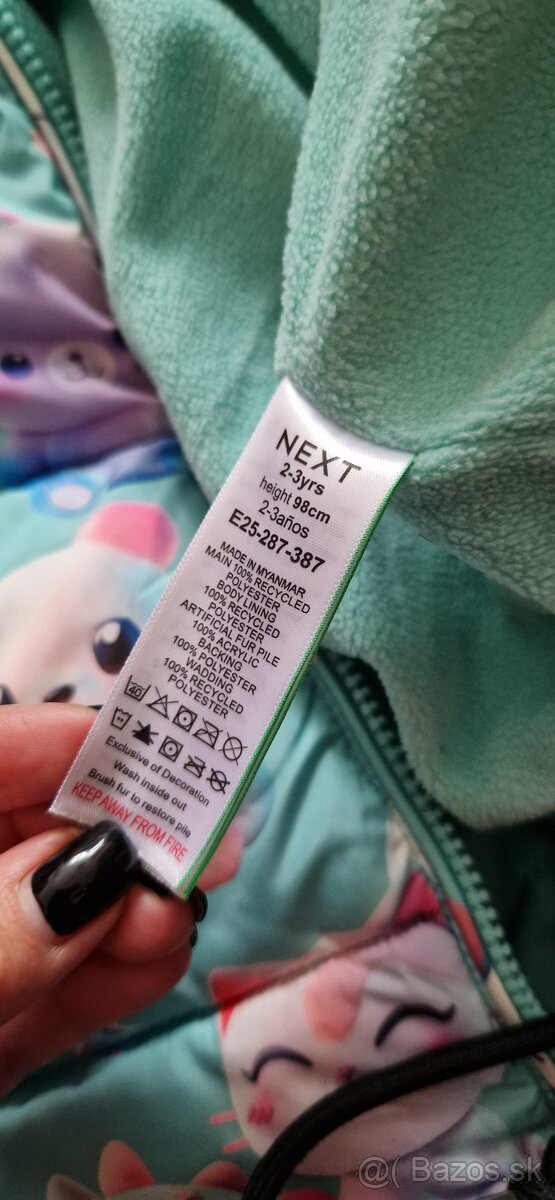 NEXT
2-3yrs
height 98cm
2-3años
E25-287-387
MADE IN MYANMAR
MAIN 100% RECYCLED
POLYESTER
BODY LINING
100% RECYCLED
POLYESTER
ARTIFICIAL FUR PILE
100% ACRYLIC
BACKING
100% POLYESTER
WADDING
100% RECYCLED
POLYESTER
Exclusive of Decoration
Wash inside out
Brush fur to restore pile
KEEP AWAY FROM FIRE
@( Bazos.sk